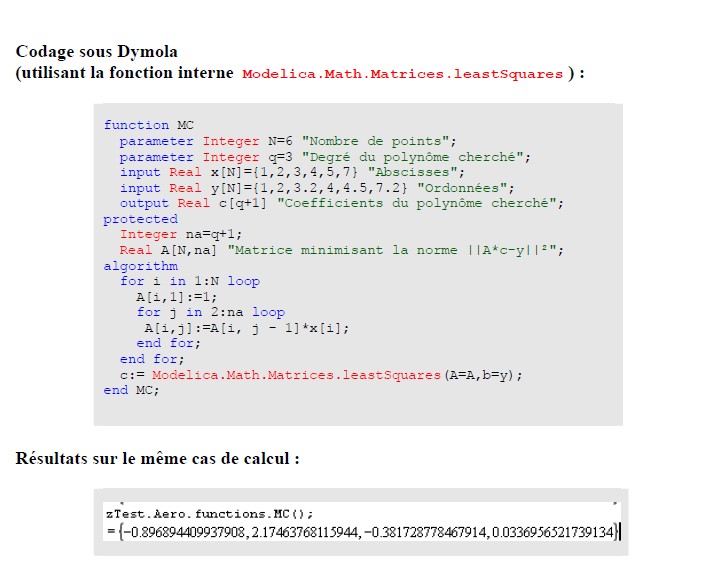 Codage sous Dymola
(utilisant la fonction interne Modelica.Math.Matrices.leastSquares) :
function MC
parameter Integer N=6 "Nombre de points";
parameter Integer q=3 "Degré du polynôme cherché";
input Real x[N]={1,2,3,4,5,7} "Abscisses";
input Real y[N]={1,2,3.2,4,4.5,7.2} "Ordonnées";
output Real c[q+1] "Coefficients du polynôme cherché";
protected
Integer na=q+1;
Real A[N,na] "Matrice minimisant la norme ||A*c-y||²";
algorithm
for i in 1:N loop
A[i,1]:=1;
for j in 2:na loop
A[i,j]:=A[i, j - 1]*x[i];
end for;
end for;
c:= Modelica.Math.Matrices.leastSquares(A=A,b=y);
end MC;
Résultats sur le même cas de calcul :
zTest.Aero.functions.MC();
={-0.896894409937908, 2.17463768115944, -0.381728778467914, 0.0336956521739134}